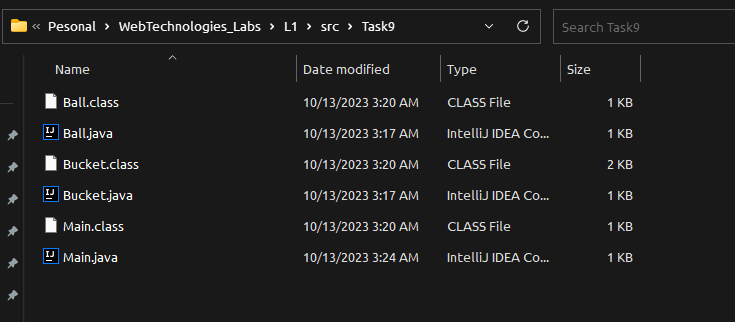 « Pesonal > WebTechnologies_Labs > L1 > src > Task9 Search Task9
Name Date modified Type Size
Ball.class 10/13/2023 3:20 AM CLASS File 1 KB
IJ Ball.java 10/13/2023 3:17 AM IntelliJ IDEA Co... 1 KB
Bucket.class 10/13/2023 3:20 AM CLASS File 2 KB
IJ Bucket.java 10/13/2023 3:17 AM IntelliJ IDEA Co... 1 KB
Main.class 10/13/2023 3:20 AM CLASS File 1 KB
IJ Main.java 10/13/2023 3:24 AM IntelliJ IDEA Co... 1 KB